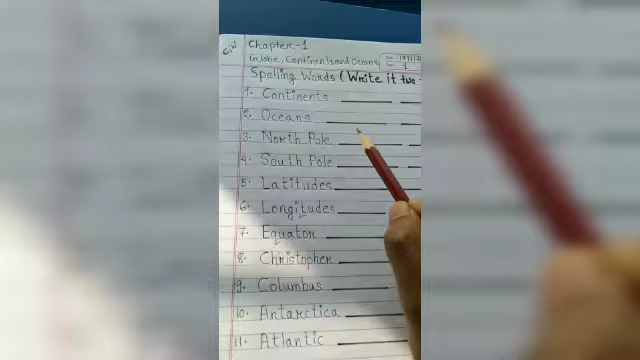 C/W
Chapter-1
Globe, Continents and Oceans
Spelling Words (Write it two
1. Continents
2. Oceans
3. North Pole
4. South Pole
5. Latitudes
6. Longitudes
7. Equator
8. Christopher
9. Columbus
10. Antarctica
11. Atlantic